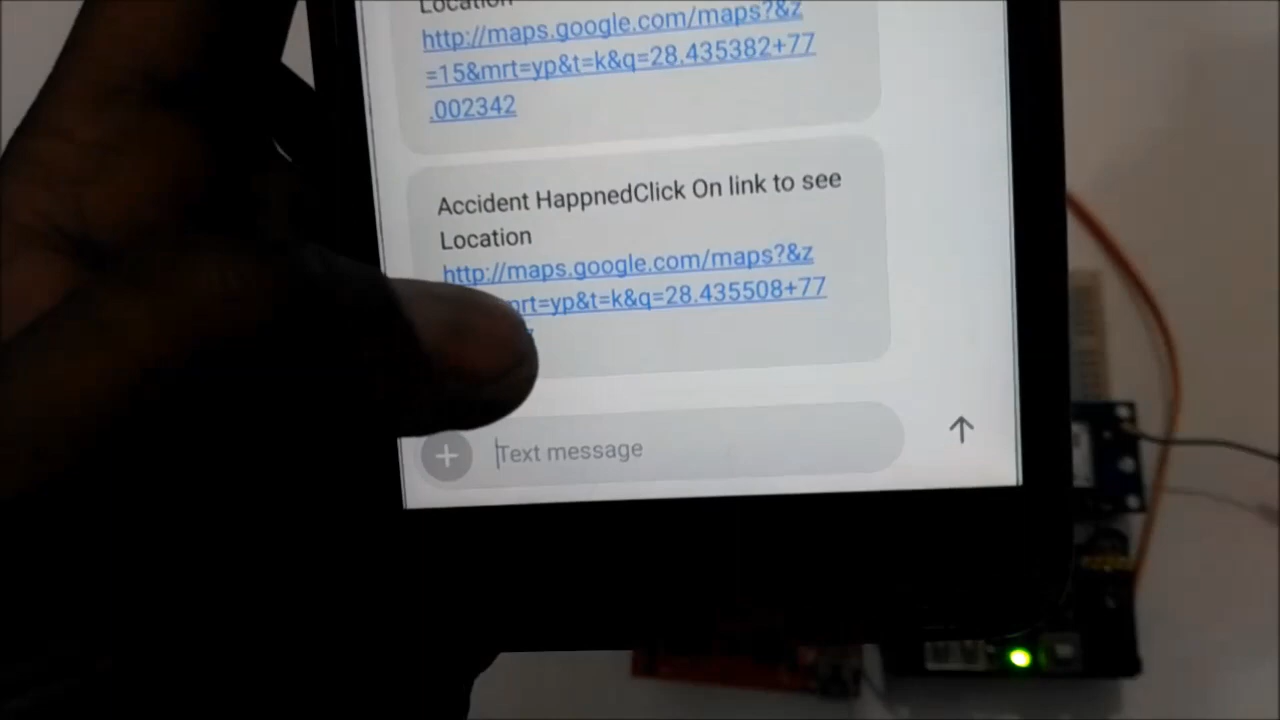 Location
http://maps.google.com/maps?&z
=15&mrt=yp&t=k&q=28.435382+77
.002342
Accident HappnedClick On link to see
Location
http://maps.google.com/maps?&z
mrt=yp&t=k&q=28.435508+77
Text message